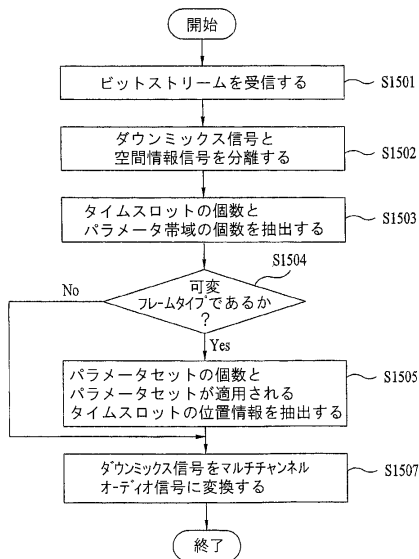 開始
ビットストリームを受信する
S1501
ダウンミックス信号と
空間情報信号を分離する
S1502
タイムスロットの個数と
パラメータ帯域の個数を抽出する
S1503
S1504
可変
フレームタイプであるか
?
No
Yes
パラメータセットの個数と
パラメータセットが適用される
タイムスロットの位置情報を抽出する
S1505
ダウンミックス信号をマルチチャンネル
オーディオ信号に変換する
S1507
終了